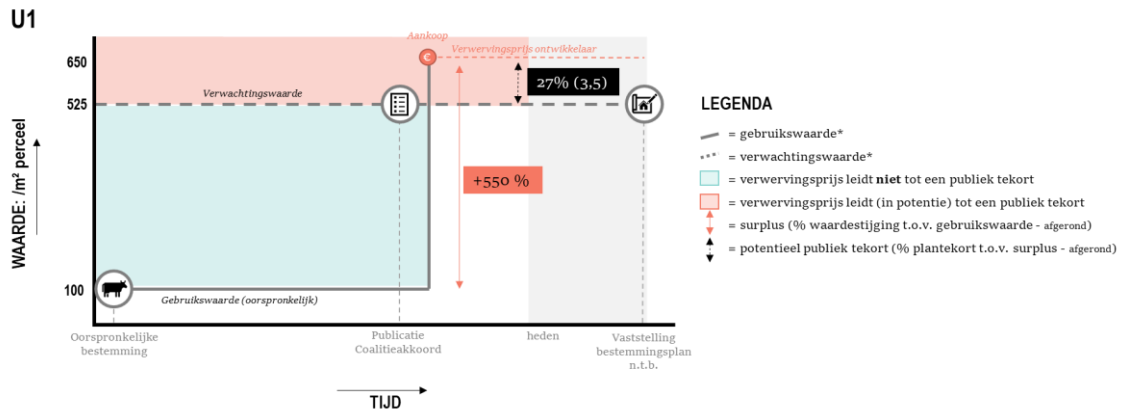 U1
Aankoop
650
Verwervingsprijs ontwikkelaar
€
27% (3,5)
Verwachtingswaarde
525
LEGENDA
= gebruikswaarde*
= verwachtingswaarde*
= verwervingsprijs leidt niet tot een publiek tekort
= verwervingsprijs leidt (in potentie) tot een publiek tekort
= surplus (% waardestijging t.o.v. gebruikswaarde - afgerond)
= potentieel publiek tekort (% plantekort t.o.v. surplus - afgerond)
WAARDE: /m² perceel
+550 %
100
Gebruikswaarde (oorspronkelijk)
Oorspronkelijke
bestemming
Publicatie
Coalitieakkoord
heden
Vaststelling
bestemmingsplan
n.t.b.
TIJD